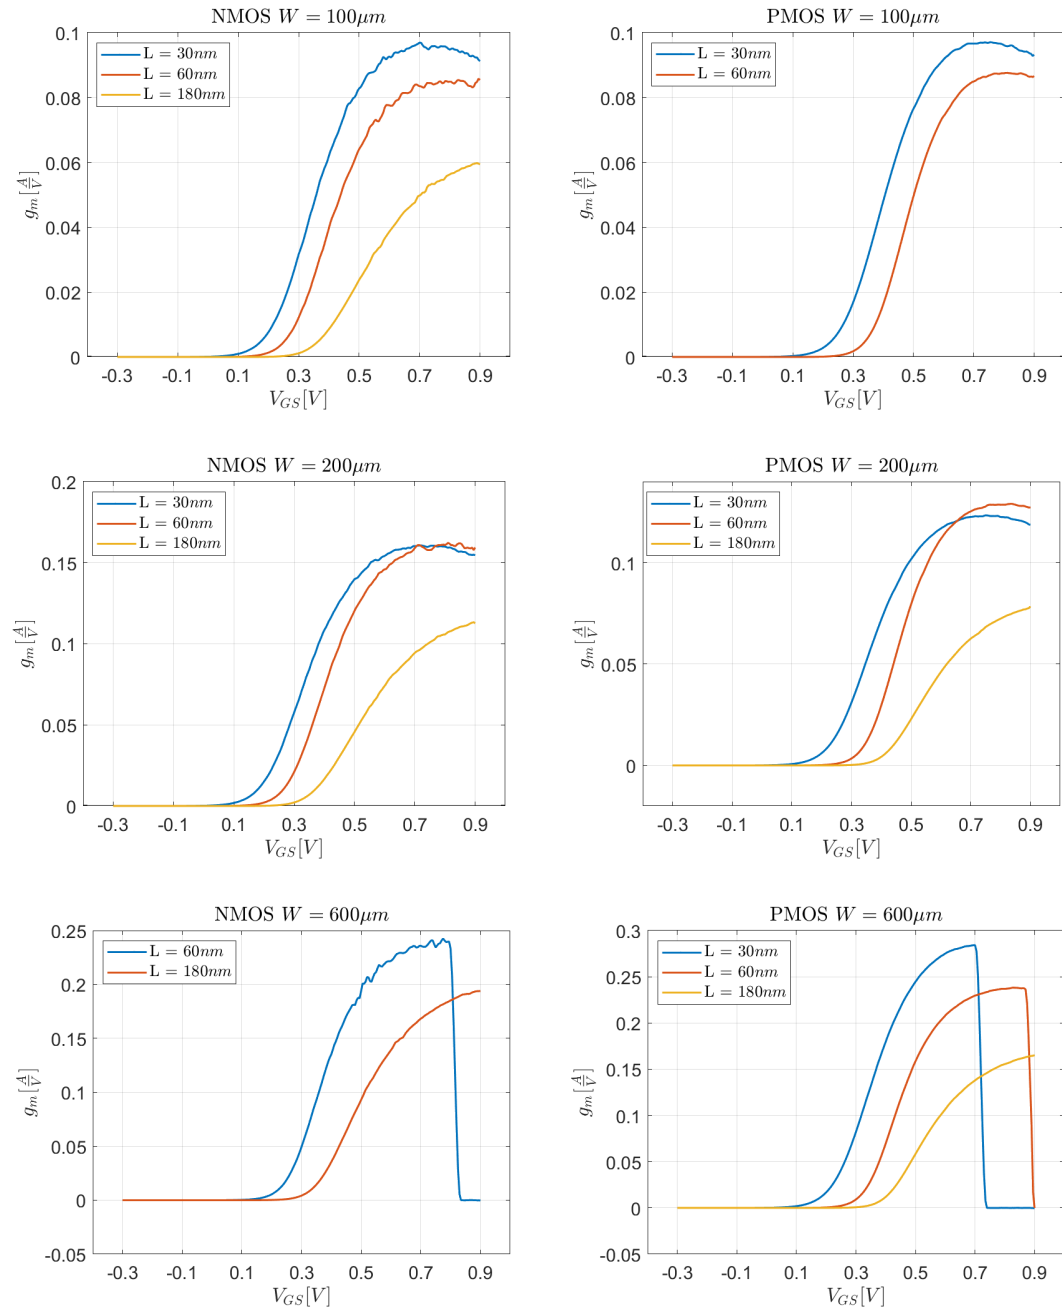 NMOS W = 100μm
L = 30nm
L = 60nm
L = 180nm
g_m[A/V]
0.1
0.08
0.06
0.04
0.02
0
-0.3 -0.1 0.1 0.3 0.5 0.7 0.9
V_GS[V]
PMOS W = 100μm
L = 30nm
L = 60nm
g_m[A/V]
0.1
0.08
0.06
0.04
0.02
0
-0.3 -0.1 0.1 0.3 0.5 0.7 0.9
V_GS[V]
NMOS W = 200μm
L = 30nm
L = 60nm
L = 180nm
g_m[A/V]
0.2
0.15
0.1
0.05
0
-0.3 -0.1 0.1 0.3 0.5 0.7 0.9
V_GS[V]
PMOS W = 200μm
L = 30nm
L = 60nm
L = 180nm
g_m[A/V]
0.1
0.05
0
-0.3 -0.1 0.1 0.3 0.5 0.7 0.9
V_GS[V]
NMOS W = 600μm
L = 60nm
L = 180nm
g_m[A/V]
0.25
0.2
0.15
0.1
0.05
0
-0.05
-0.3 -0.1 0.1 0.3 0.5 0.7 0.9
V_GS[V]
PMOS W = 600μm
L = 30nm
L = 60nm
L = 180nm
g_m[A/V]
0.3
0.25
0.2
0.15
0.1
0.05
0
-0.05
-0.3 -0.1 0.1 0.3 0.5 0.7 0.9
V_GS[V]